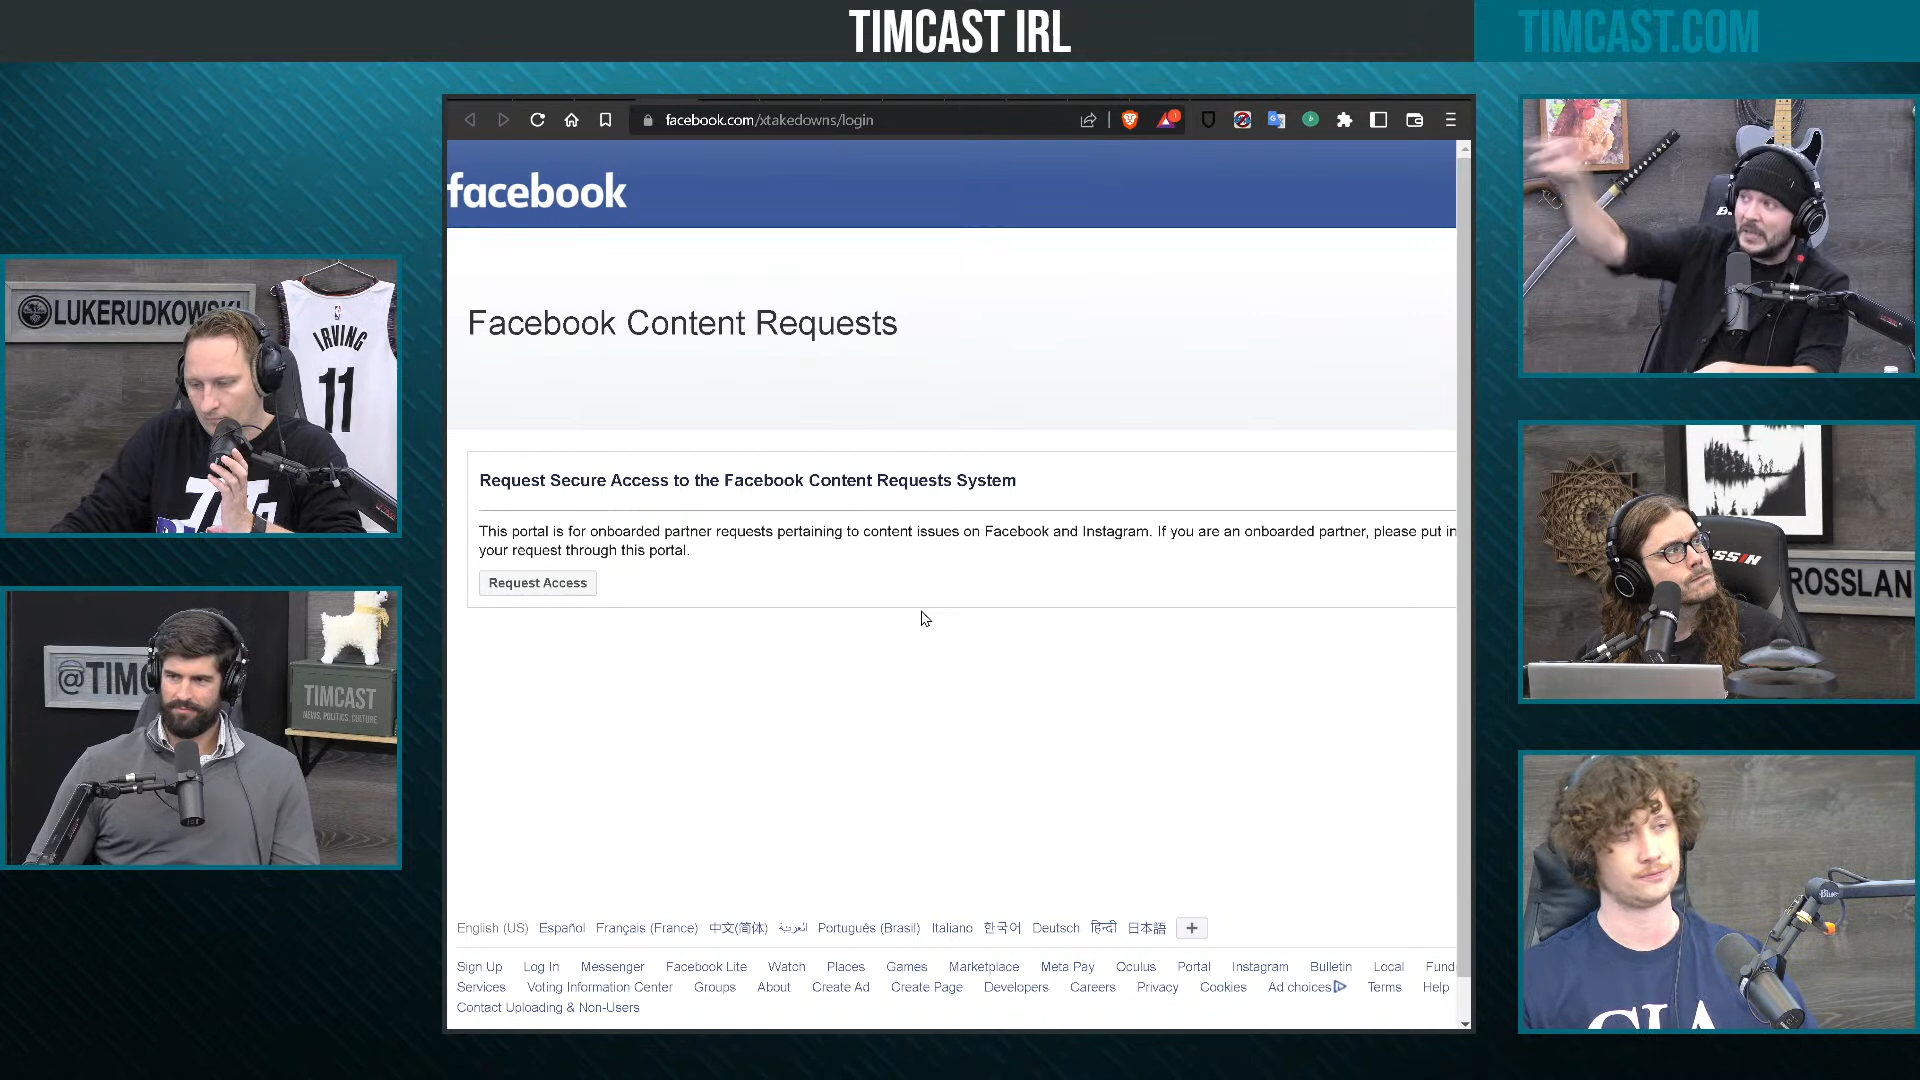 TIMCAST IRL
TIMCAST.COM
facebook.com/xtakedowns/login
facebook
Facebook Content Requests
Request Secure Access to the Facebook Content Requests System
This portal is for onboarded partner requests pertaining to content issues on Facebook and Instagram. If you are an onboarded partner, please put in
your request through this portal.
Request Access
English (US) Español Français (France) 中文(简体) العربية Português (Brasil) Italiano 한국어 Deutsch हिन्दी 日本語
Sign Up Log In Messenger Facebook Lite Watch Places Games Marketplace Meta Pay Oculus Portal Instagram Bulletin Local Fund
Services Voting Information Center Groups About Create Ad Create Page Developers Careers Privacy Cookies Ad choices Terms Help
Contact Uploading & Non-Users
@LUKERUDKOWSKI
IRVING
11
@TIMC
TIMCAST
NEWS, POLITICS, CULTURE
ROSSLAN
CIA